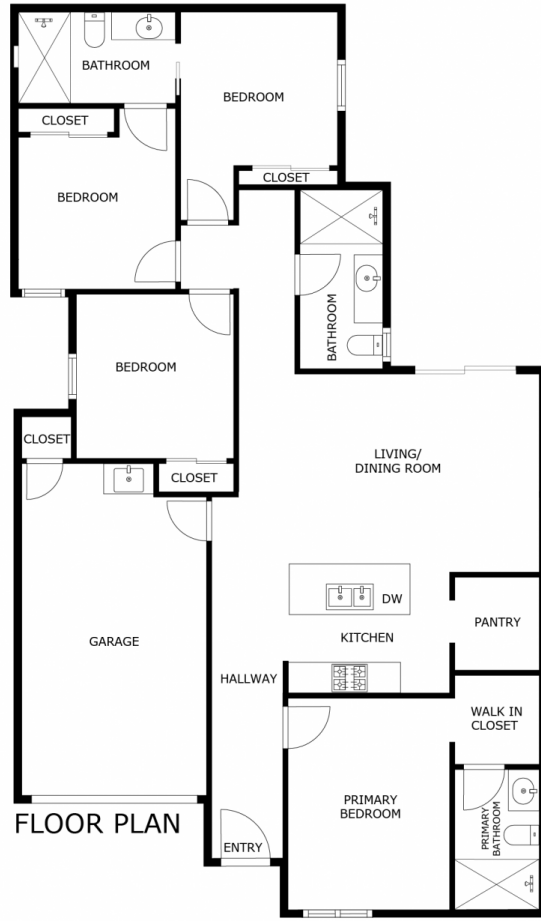 BATHROOM
BEDROOM
CLOSET
CLOSET
BEDROOM
BATHROOM
BEDROOM
CLOSET
CLOSET
LIVING/
DINING ROOM
DW
KITCHEN
PANTRY
GARAGE
HALLWAY
WALK IN
CLOSET
PRIMARY
BEDROOM
PRIMARY
BATHROOM
FLOOR PLAN
ENTRY